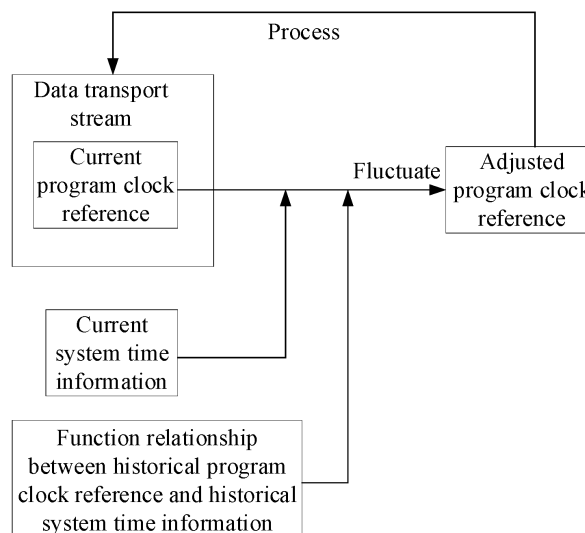 Process
Data transport
stream
Current
program clock
reference
Fluctuate
Adjusted
program clock
reference
Current
system time
information
Function relationship
between historical program
clock reference and historical
system time information